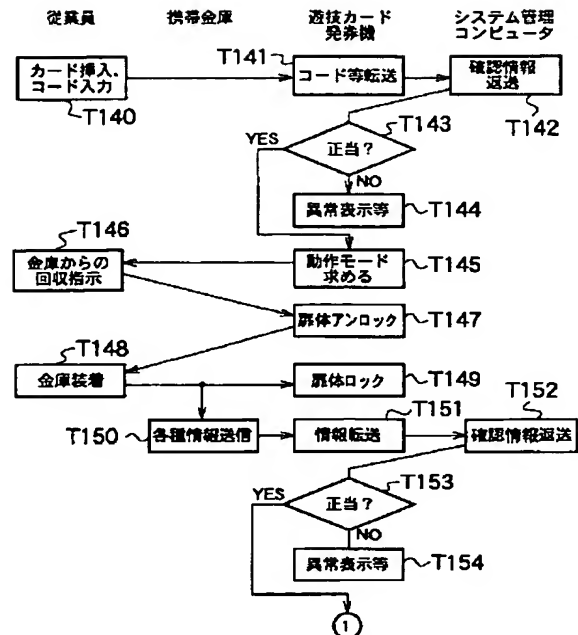 従業員
携帯金庫
遊技カード
発券機
システム管理
コンピュータ
カード挿入、
コード入力
T140
T141
コード等転送
確認情報
返送
T142
T143
YES
正当？
NO
異常表示等
T144
T146
金庫からの
回収指示
動作モード
求める
T145
扉体アンロック
T147
T148
金庫装着
扉体ロック
T149
T150
各種情報送信
T151
情報転送
T152
確認情報返送
T153
YES
正当？
NO
異常表示等
T154
1